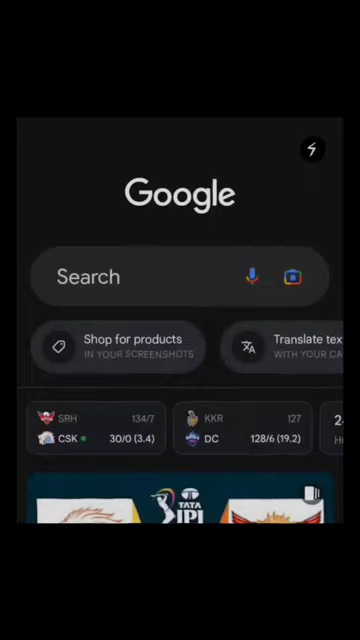 Google
Search
Shop for products
IN YOUR SCREENSHOTS
Translate tex
WITH YOUR CA
SRH 134/7
CSK 30/0 (3.4)
KKR 127
DC 128/6 (19.2)
TATA
IPL